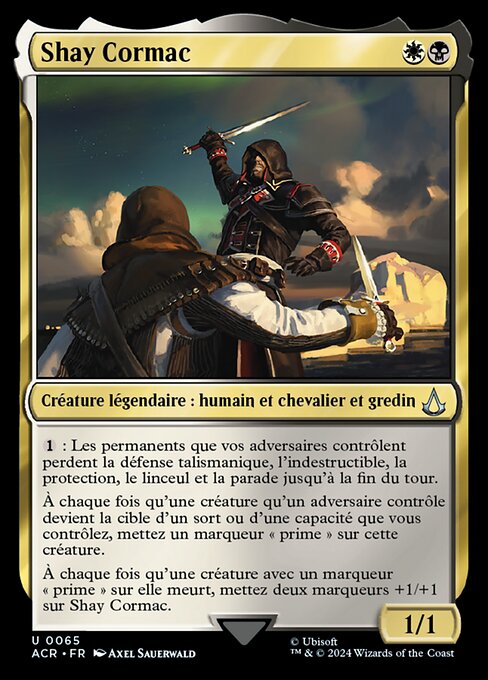 Shay Cormac
Créature légendaire : humain et chevalier et gredin
1 : Les permanents que vos adversaires contrôlent
perdent la défense talismanique, l'indestructible, la
protection, le linceul et la parade jusqu'à la fin du tour.
À chaque fois qu'une créature qu'un adversaire contrôle
devient la cible d'un sort ou d'une capacité que vous
contrôlez, mettez un marqueur « prime » sur cette
créature.
À chaque fois qu'une créature avec un marqueur
« prime » sur elle meurt, mettez deux marqueurs +1/+1
sur Shay Cormac.
1/1
U 0065
ACR • FR Axel Sauerwald
© Ubisoft
™ & © 2024 Wizards of the Coast